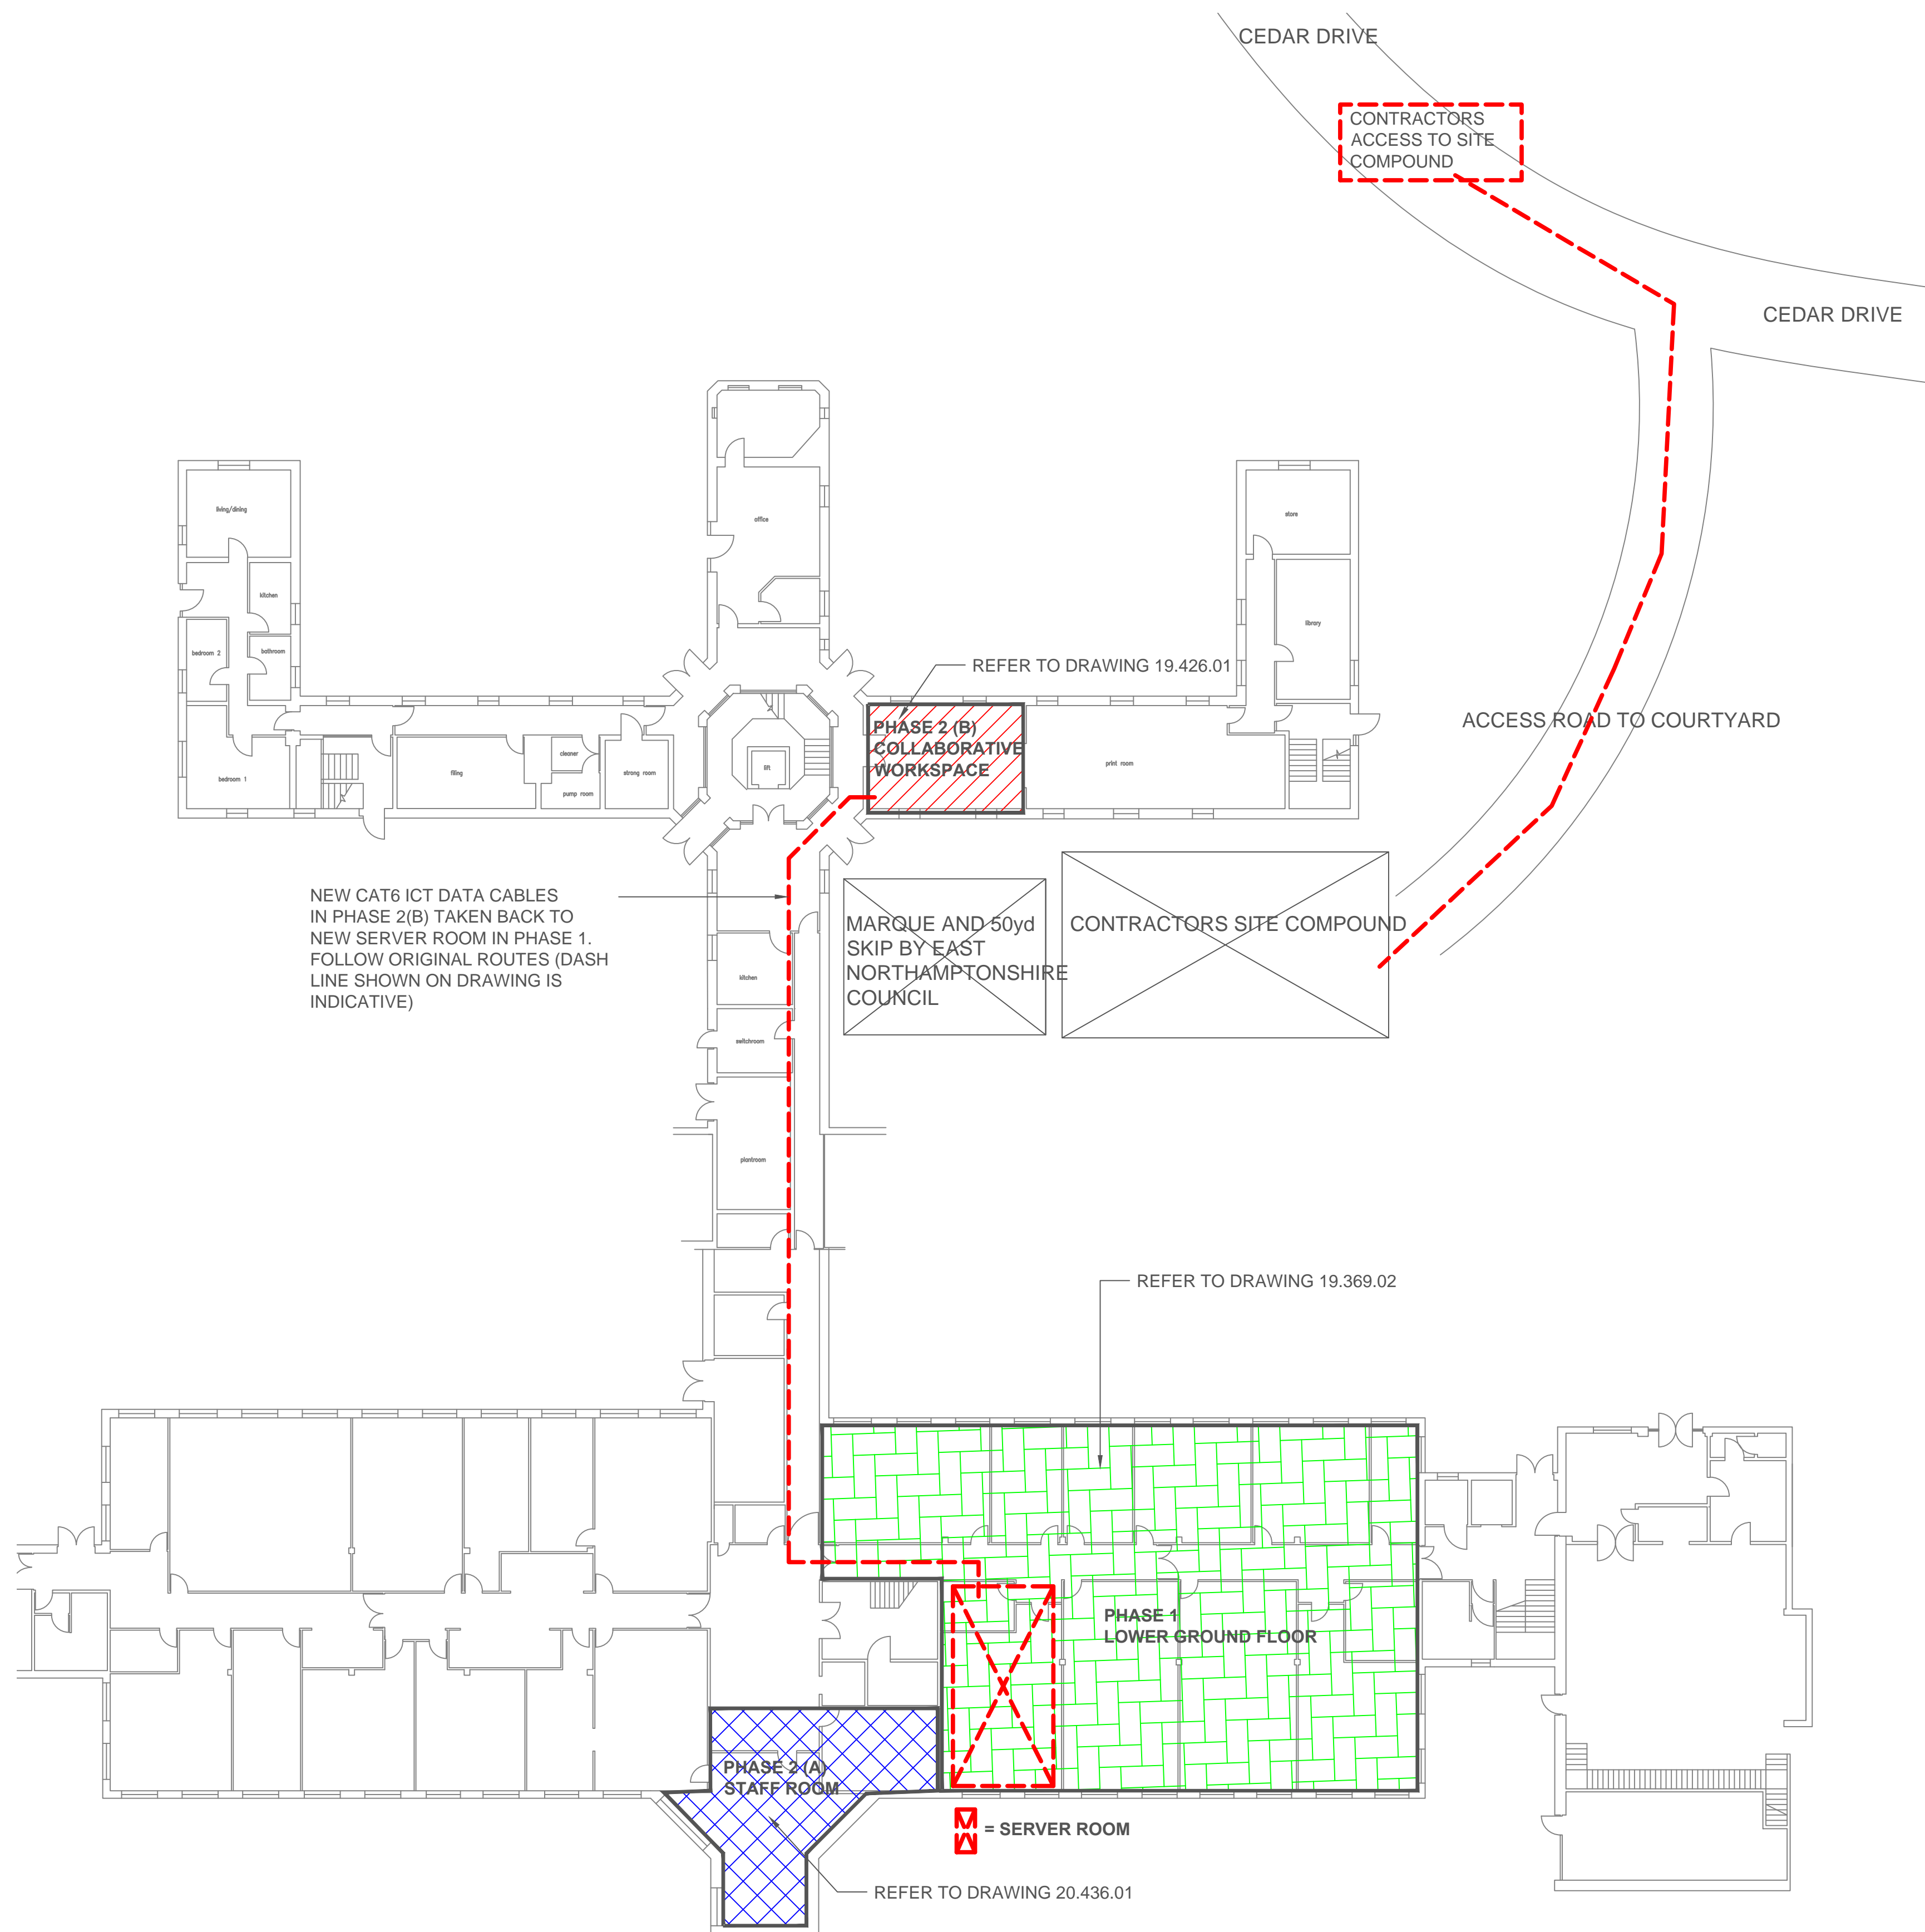 CEDAR DRIVE
CONTRACTORS
ACCESS TO SITE
COMPOUND
CEDAR DRIVE
living/dining
office
store
kitchen
library
bedroom 2
bathroom
REFER TO DRAWING 19.426.01
ACCESS ROAD TO COURTYARD
PHASE 2 (B)
COLLABORATIVE
WORKSPACE
bedroom 1
filing
cleaner
pump room
strong room
lift
print room
NEW CAT6 ICT DATA CABLES
IN PHASE 2(B) TAKEN BACK TO
NEW SERVER ROOM IN PHASE 1.
FOLLOW ORIGINAL ROUTES (DASH
LINE SHOWN ON DRAWING IS
INDICATIVE)
MARQUE AND 50yd
SKIP BY EAST
NORTHAMPTONSHIRE
COUNCIL
CONTRACTORS SITE COMPOUND
kitchen
switchroom
plantroom
REFER TO DRAWING 19.369.02
PHASE 1
LOWER GROUND FLOOR
PHASE 2 (A)
STAFF ROOM
= SERVER ROOM
REFER TO DRAWING 20.436.01